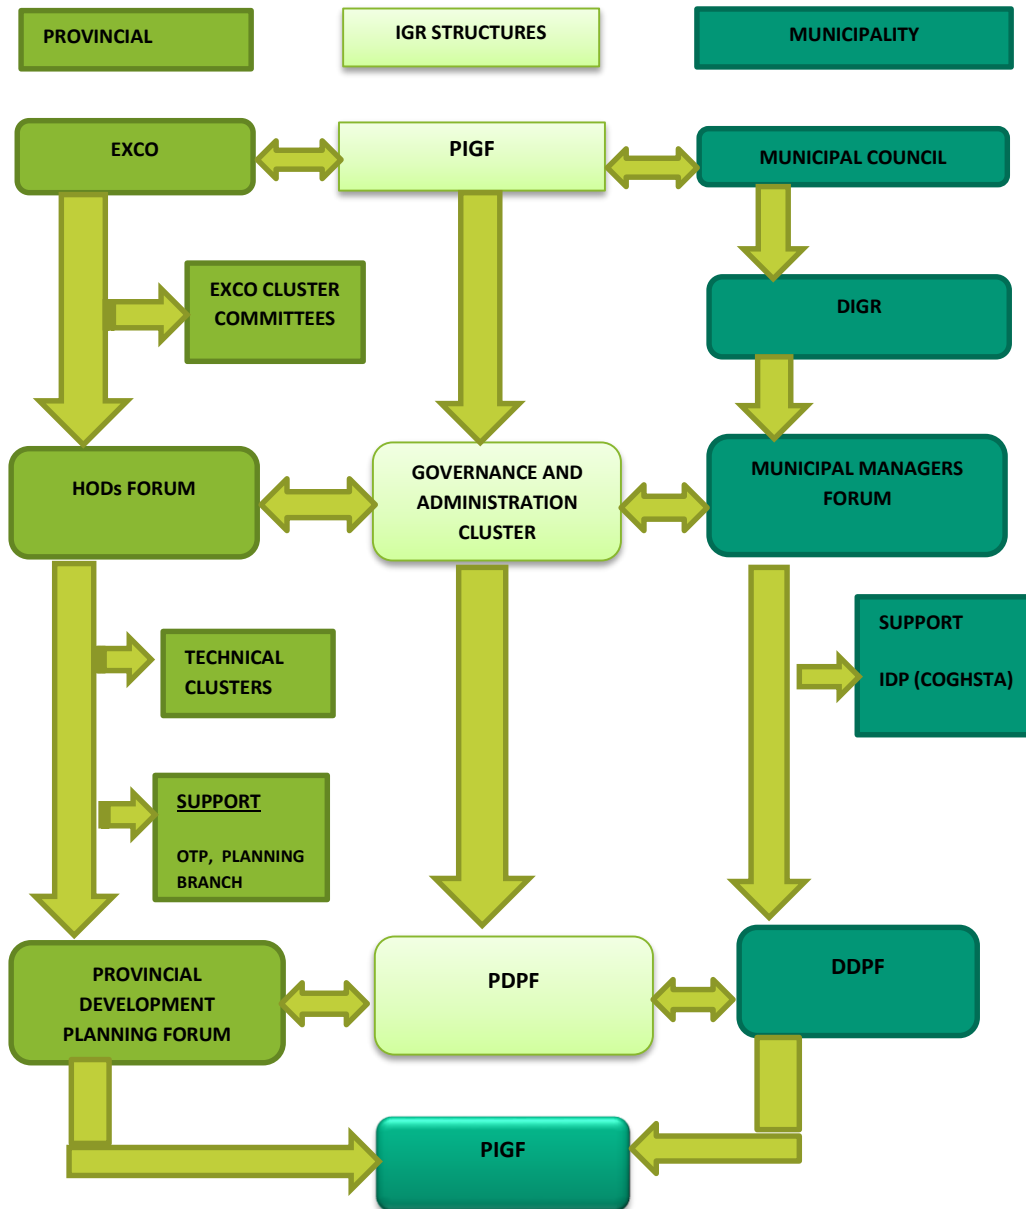 PROVINCIAL
IGR STRUCTURES
MUNICIPALITY
EXCO
PIGF
MUNICIPAL COUNCIL
EXCO CLUSTER
COMMITTEES
DIGR
HODs FORUM
GOVERNANCE AND
ADMINISTRATION
CLUSTER
MUNICIPAL MANAGERS
FORUM
TECHNICAL
CLUSTERS
SUPPORT
IDP (COGHSTA)
SUPPORT
OTP, PLANNING
BRANCH
PROVINCIAL
DEVELOPMENT
PLANNING FORUM
PDPF
DDPF
PIGF